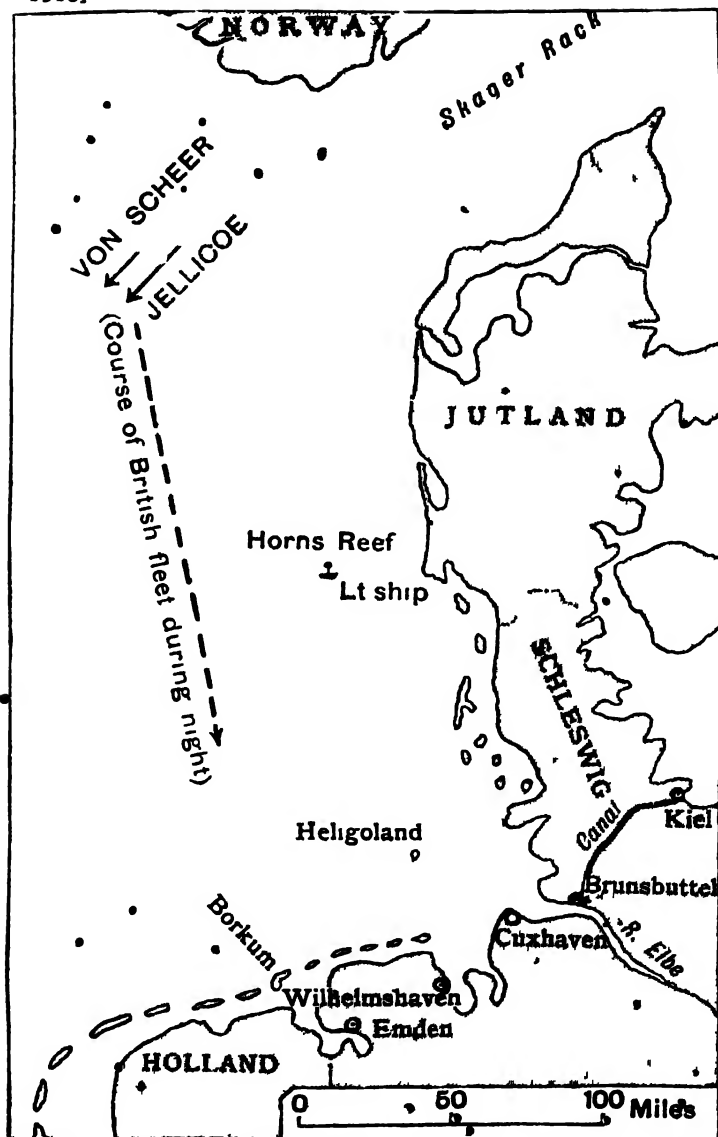 NORWAY
Skager Rack
VON SCHEER
JELLICOE
(Course of British fleet during night)
JUTLAND
Horns Reef
Lt ship
SCHLESWIG
Canal
Kiel
Heligoland
Brunsbuttel
Borkum
Cuxhaven
R. Elbe
Wilhelmshaven
Emden
HOLLAND
0 50 100 Miles